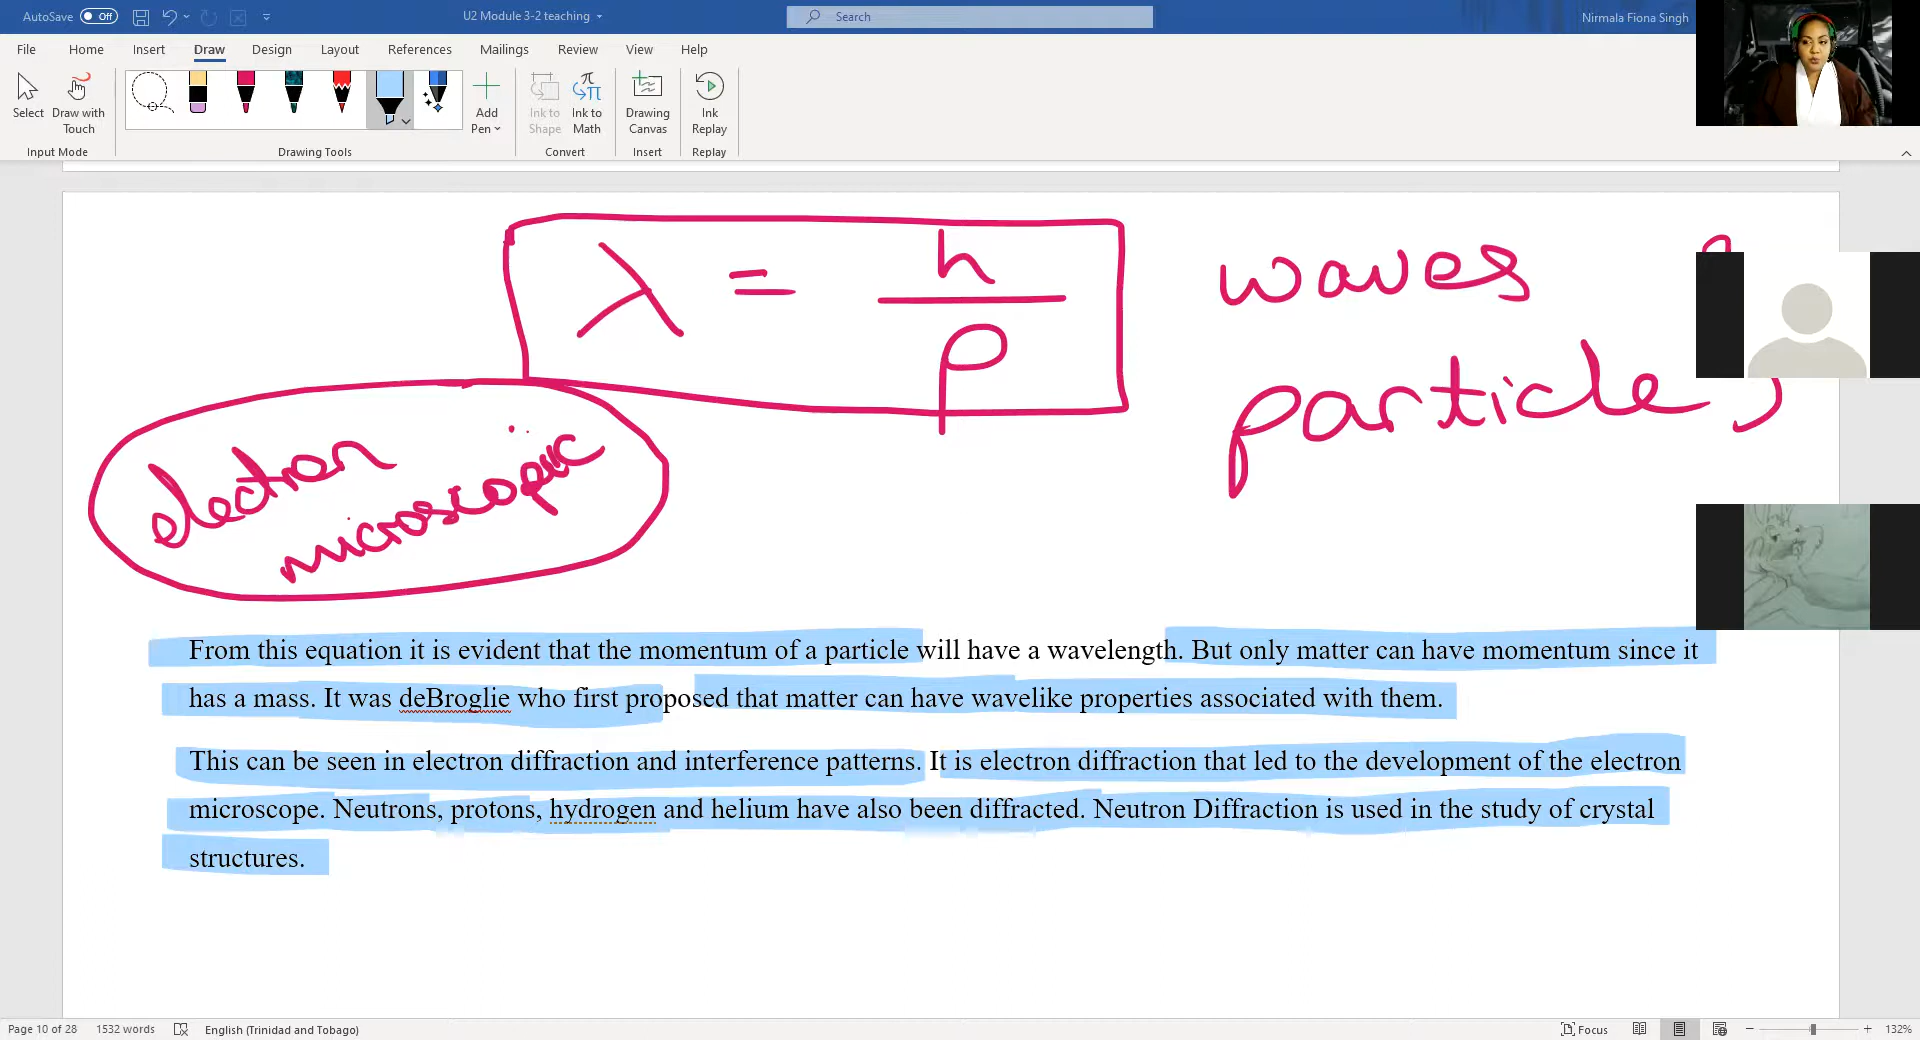 AutoSave Off U2 Module 3-2 teaching Search Nirmala Fiona Singh
File Home Insert Draw Design Layout References Mailings Review View Help
Select Draw with Touch Add Pen Ink to Shape Ink to Math Drawing Canvas Ink Replay
Input Mode Drawing Tools Convert Insert Replay
λ = h/p
waves
particle
electron
microscopic
From this equation it is evident that the momentum of a particle will have a wavelength. But only matter can have momentum since it
has a mass. It was deBroglie who first proposed that matter can have wavelike properties associated with them.
This can be seen in electron diffraction and interference patterns. It is electron diffraction that led to the development of the electron
microscope. Neutrons, protons, hydrogen and helium have also been diffracted. Neutron Diffraction is used in the study of crystal
structures.
Page 10 of 28 1532 words English (Trinidad and Tobago) Focus 132%